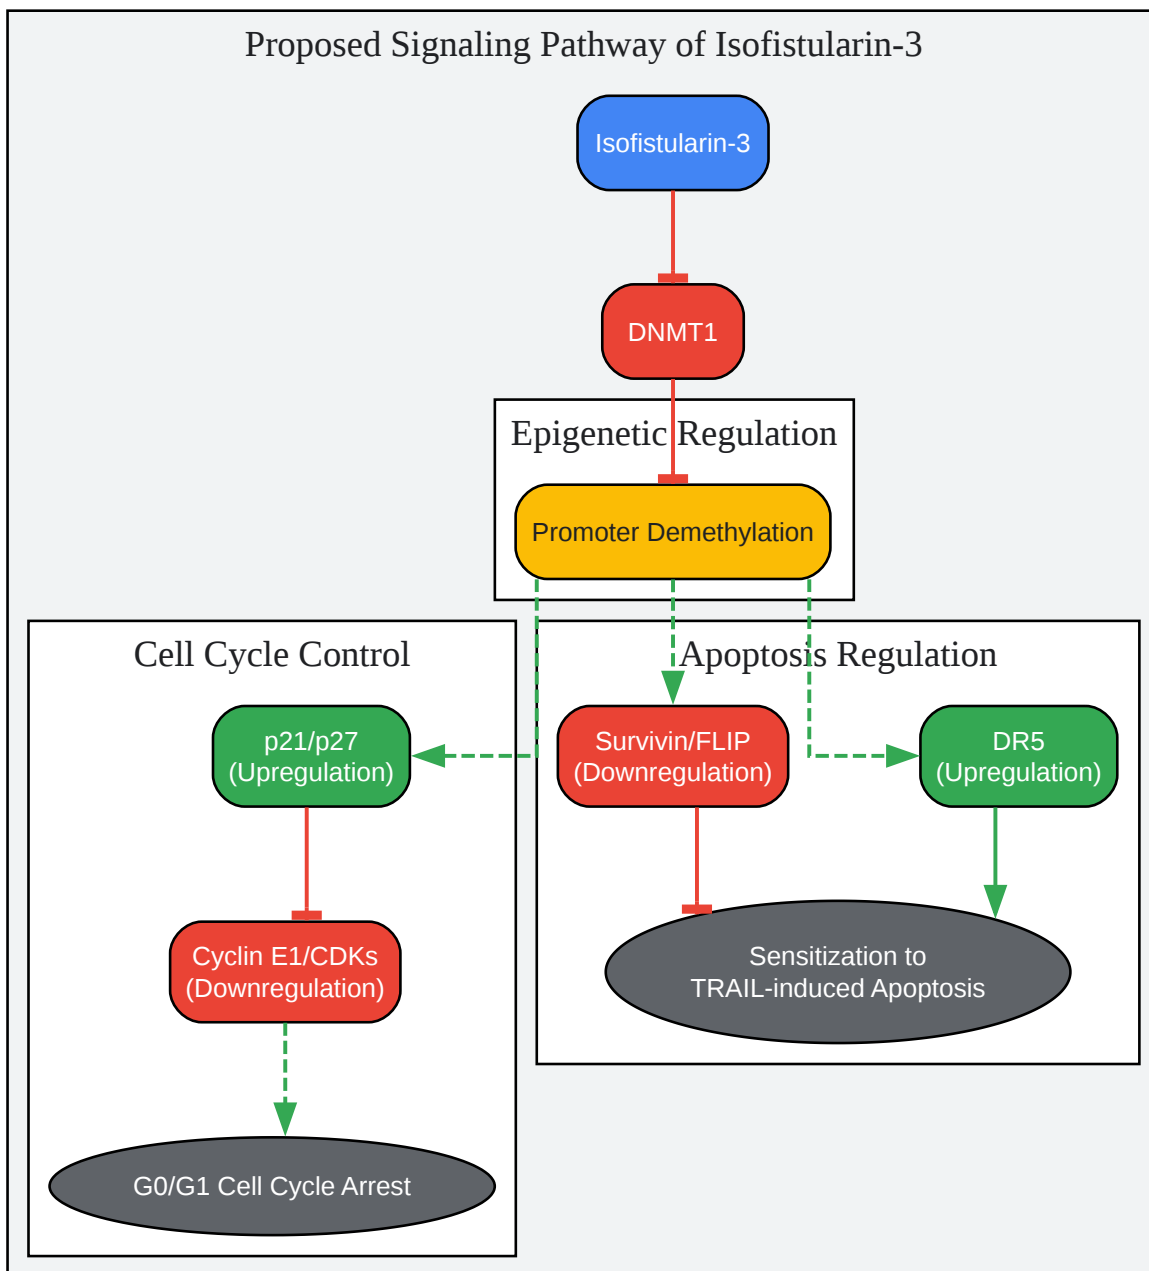 Proposed Signaling Pathway of Isofistularin-3
Isofistularin-3
DNMT1
Epigenetic Regulation
Promoter Demethylation
Cell Cycle Control
p21/p27
(Upregulation)
Cyclin E1/CDKs
(Downregulation)
G0/G1 Cell Cycle Arrest
Apoptosis Regulation
Survivin/FLIP
(Downregulation)
DR5
(Upregulation)
Sensitization to
TRAIL-induced Apoptosis